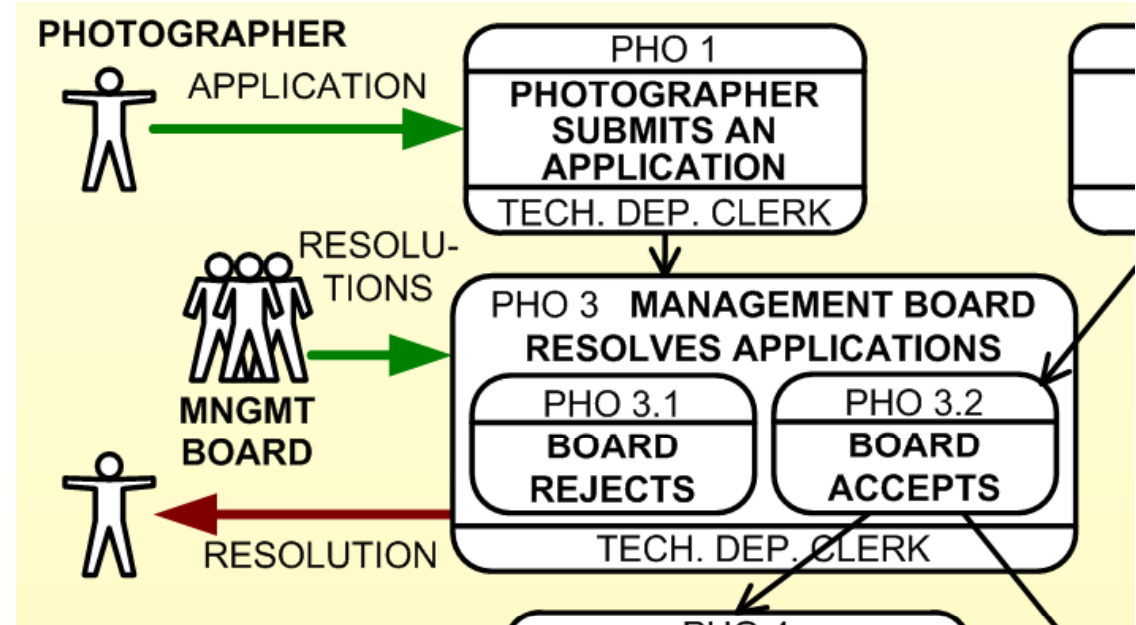 PHOTOGRAPHER
APPLICATION
PHO 1
PHOTOGRAPHER
SUBMITS AN
APPLICATION
TECH. DEP. CLERK
RESOLU-
TIONS
MNGMT
BOARD
PHO 3 MANAGEMENT BOARD
RESOLVES APPLICATIONS
PHO 3.1
BOARD
REJECTS
PHO 3.2
BOARD
ACCEPTS
TECH. DEP. CLERK
RESOLUTION
PHO